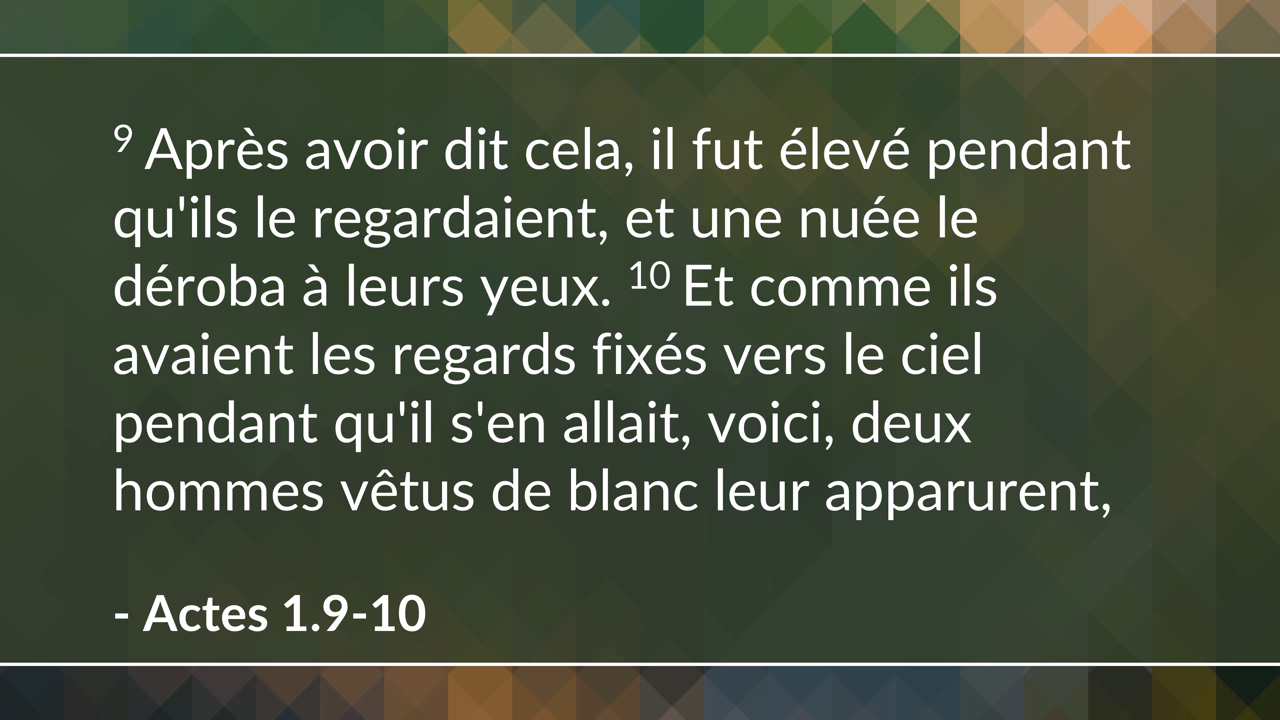 9 Après avoir dit cela, il fut élevé pendant
qu'ils le regardaient, et une nuée le
déroba à leurs yeux. 10 Et comme ils
avaient les regards fixés vers le ciel
pendant qu'il s'en allait, voici, deux
hommes vêtus de blanc leur apparurent,
- Actes 1.9-10